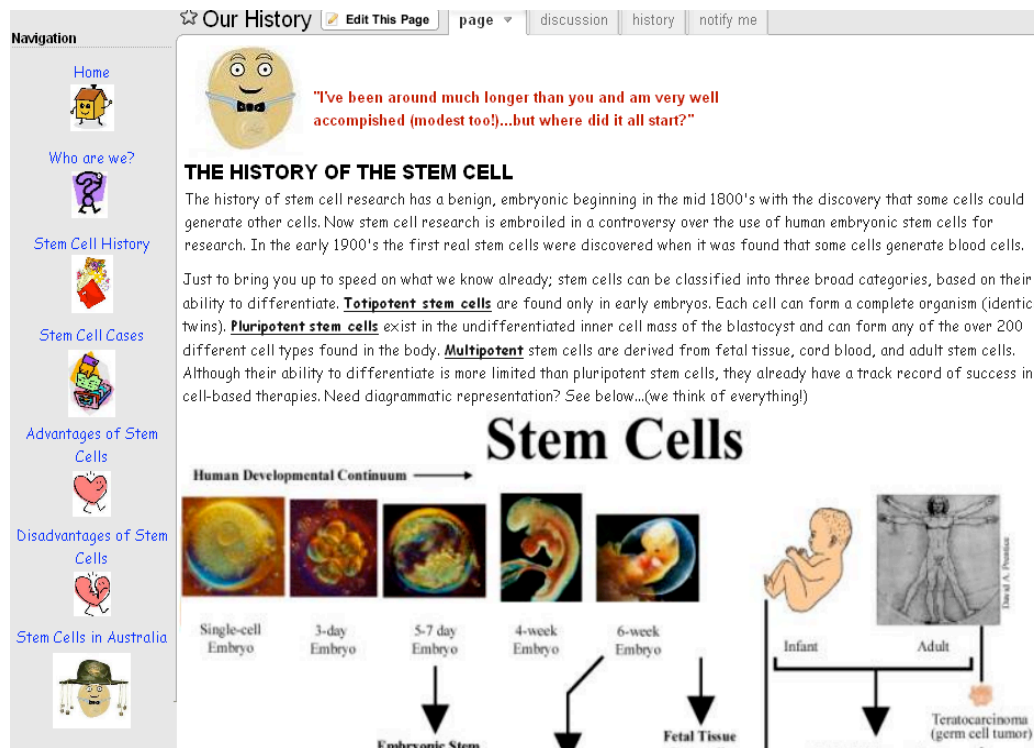 Our History
Edit This Page
page
discussion
history
notify me
Navigation
Home
Who are we?
Stem Cell History
Stem Cell Cases
Advantages of Stem
Cells
Disadvantages of Stem
Cells
Stem Cells in Australia
"I've been around much longer than you and am very well
accompished (modest too!)...but where did it all start?"
THE HISTORY OF THE STEM CELL
The history of stem cell research has a benign, embryonic beginning in the mid 1800's with the discovery that some cells could
generate other cells. Now stem cell research is embroiled in a controversy over the use of human embryonic stem cells for
research. In the early 1900's the first real stem cells were discovered when it was found that some cells generate blood cells.
Just to bring you up to speed on what we know already; stem cells can be classified into three broad categories, based on their
ability to differentiate. Totipotent stem cells are found only in early embryos. Each cell can form a complete organism (identic
twins). Pluripotent stem cells exist in the undifferentiated inner cell mass of the blastocyst and can form any of the over 200
different cell types found in the body. Multipotent stem cells are derived from fetal tissue, cord blood, and adult stem cells.
Although their ability to differentiate is more limited than pluripotent stem cells, they already have a track record of success in
cell-based therapies. Need diagrammatic representation? See below...(we think of everything!)
Stem Cells
Human Developmental Continuum
David A. Prentice
Single-cell
Embryo
3-day
Embryo
5-7 day
Embryo
4-week
Embryo
6-week
Embryo
Infant
Adult
Embryonic Stem
Fetal Tissue
Teratocarcinoma
(germ cell tumor)